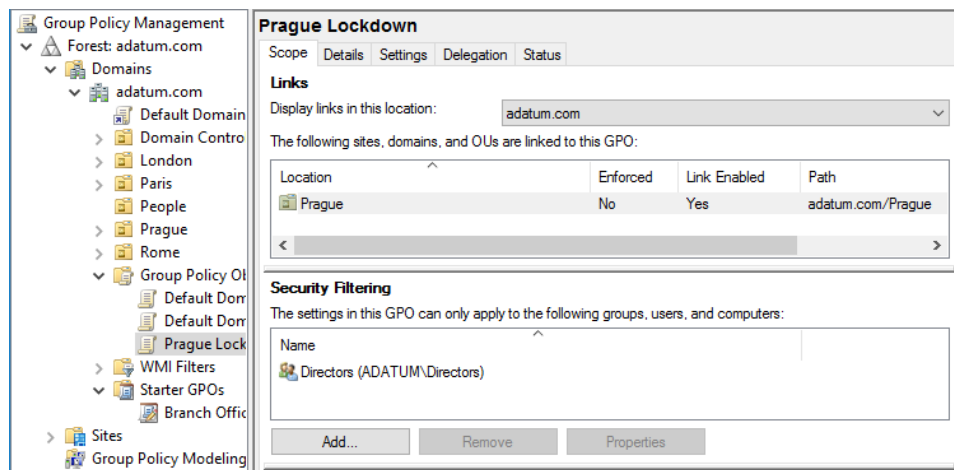 Group Policy Management
Forest: adatum.com
Domains
adatum.com
Default Domain
Domain Contro
London
Paris
People
Prague
Rome
Group Policy Ob
Default Dom
Default Dom
Prague Lock
WMI Filters
Starter GPOs
Branch Offic
Sites
Group Policy Modeling
Prague Lockdown
Scope Details Settings Delegation Status
Links
Display links in this location: adatum.com
The following sites, domains, and OUs are linked to this GPO:
Location Enforced Link Enabled Path
Prague No Yes adatum.com/Prague
Security Filtering
The settings in this GPO can only apply to the following groups, users, and computers:
Name
Directors (ADATUM\Directors)
Add... Remove Properties